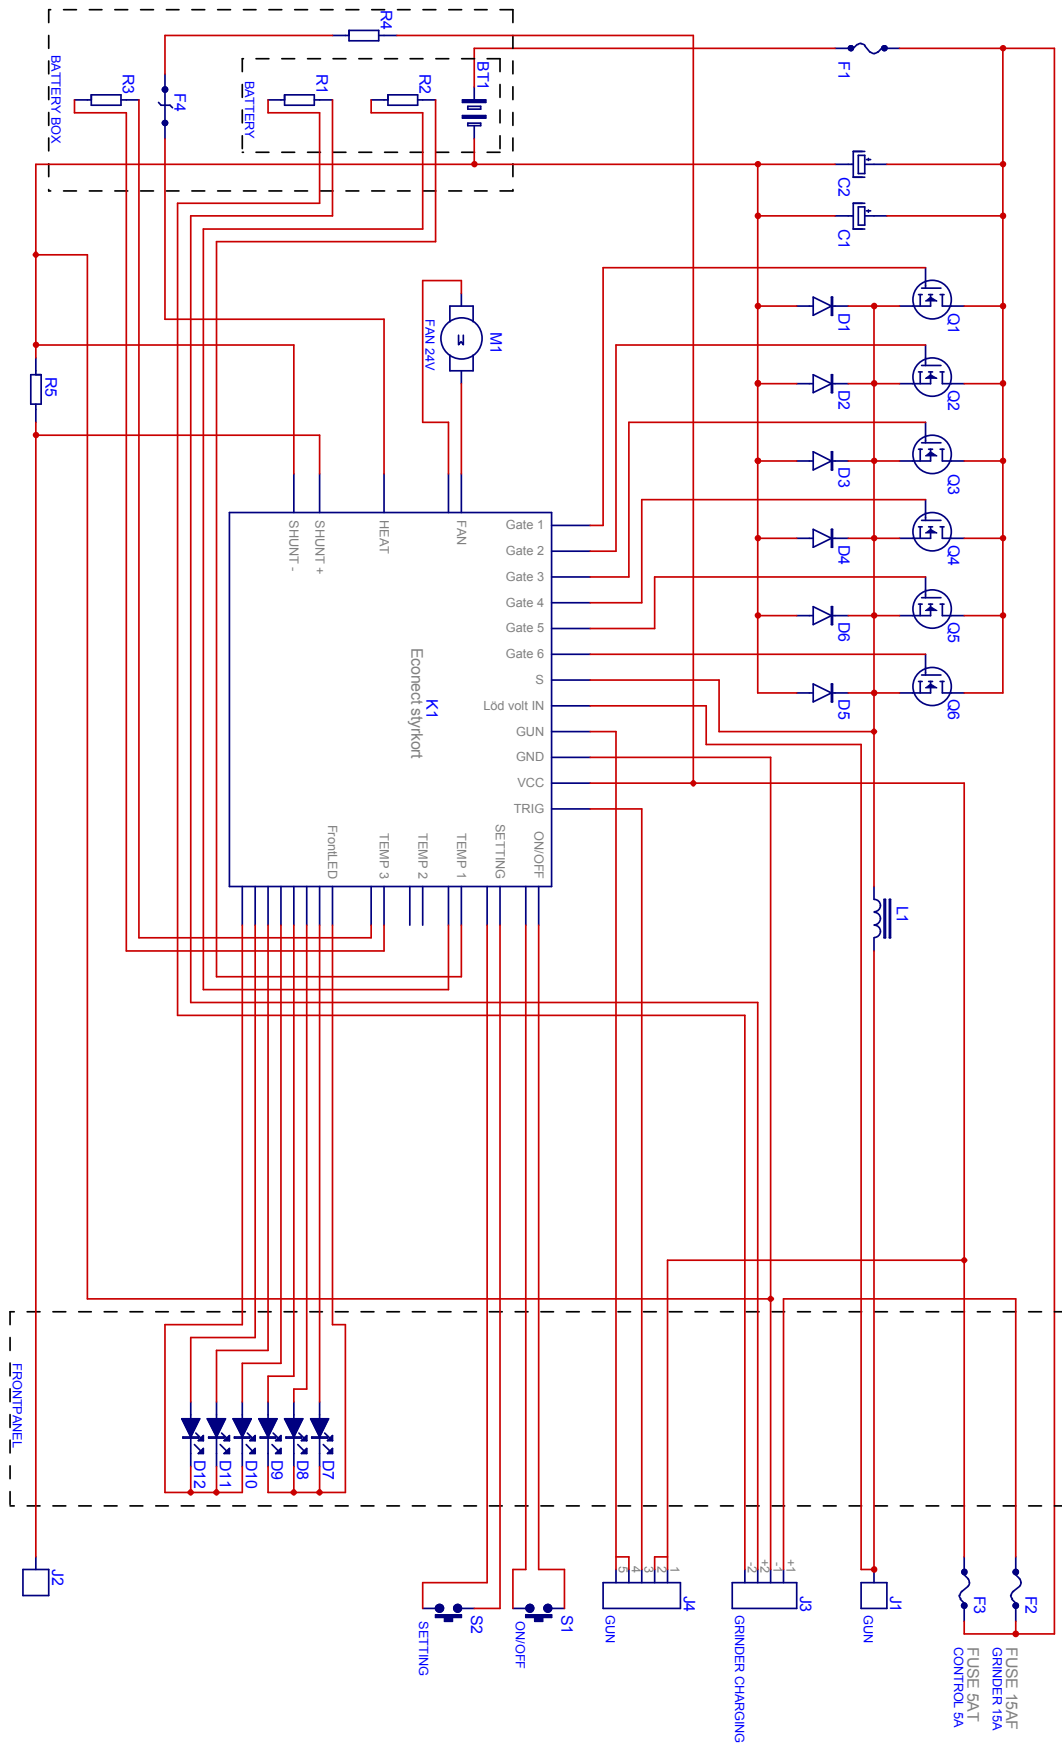 R4
F1
BT1
R1
R2
R3
F4
BATTERY
BATTERY BOX
C2
C1
Q1
D1
M1
FAN 24V
Q2
D2
R5
Q3
D3
Q4
D4
Q5
D6
Q6
D5
SHUNT -
SHUNT +
HEAT
FAN
Gate 1
Gate 2
Gate 3
Gate 4
Gate 5
Gate 6
S
Löd volt IN
GUN
GND
VCC
TRIG
K1
Econect styrkort
FrontLED
TEMP 3
TEMP 2
TEMP 1
SETTING
ON/OFF
L1
FRONTPANEL
D12
D11
D10
D9
D8
D7
J2
S2
SETTING
S1
ON/OFF
5
4
3
2
1
J4
GUN
-2
+2
-1
+1
J3
GRINDER CHARGING
J1
GUN
F3
FUSE 5AT
CONTROL 5A
F2
FUSE 15AF
GRINDER 15A